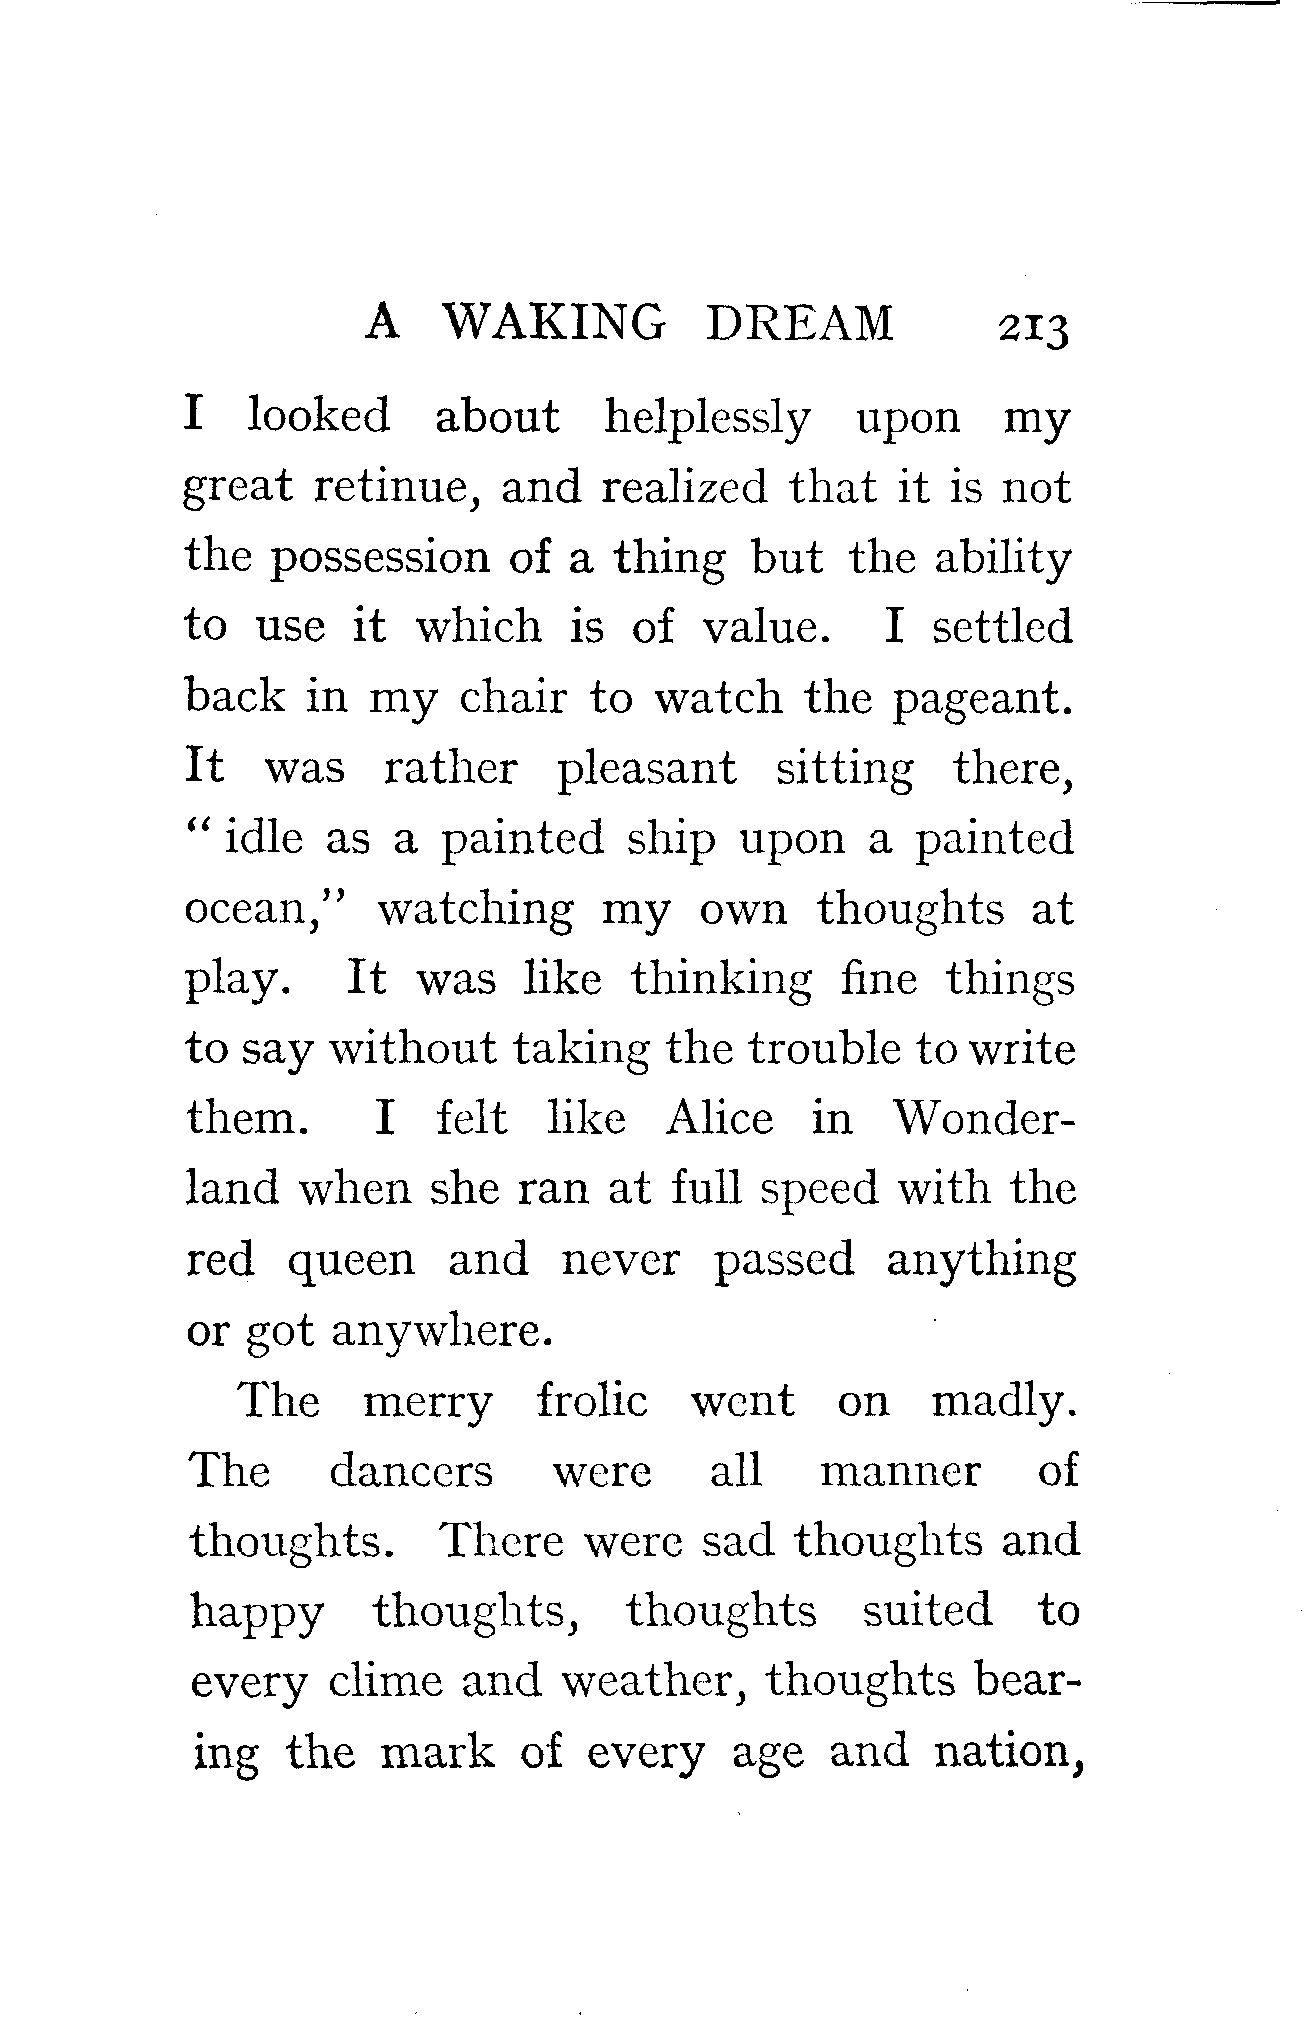 A WAKING DREAM 213
I looked about helplessly upon my
great retinue, and realized that it is not
the possession of a thing but the ability
to use it which is of value. I settled
back in my chair to watch the pageant.
It was rather pleasant sitting there,
“ idle as a painted ship upon a painted
ocean,” watching my own thoughts at
play. It was like thinking fine things
to say without taking the trouble to write
them. I felt like Alice in Wonder-
land when she ran at full speed with the
red queen and never passed anything
or got anywhere.
The merry frolic went on madly.
The dancers were all manner of
thoughts. There were sad thoughts and
happy thoughts, thoughts suited to
every clime and weather, thoughts bear-
ing the mark of every age and nation,